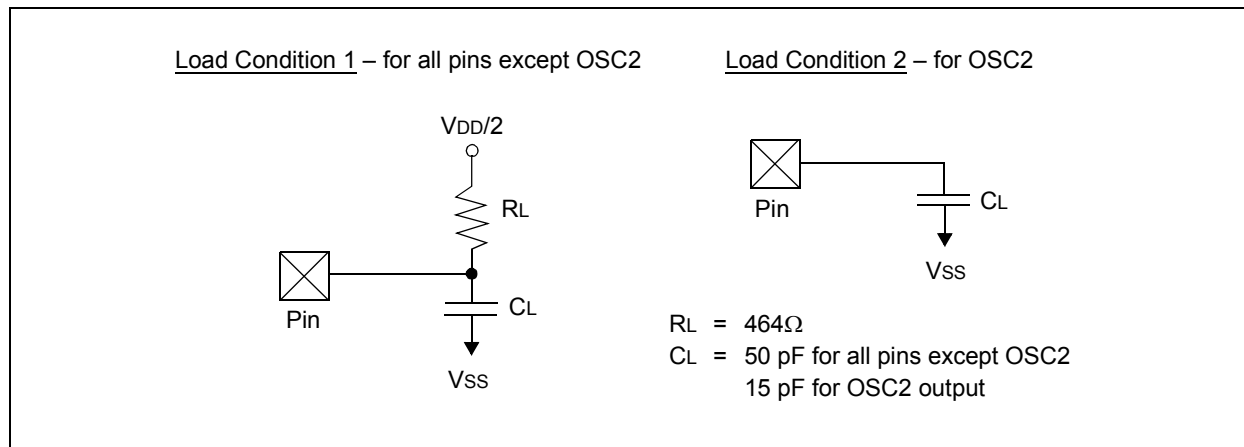 Load Condition 1 – for all pins except OSC2
VDD/2
RL
Pin
CL
VSS
Load Condition 2 – for OSC2
Pin
CL
VSS
RL = 464Ω
CL = 50 pF for all pins except OSC2
15 pF for OSC2 output